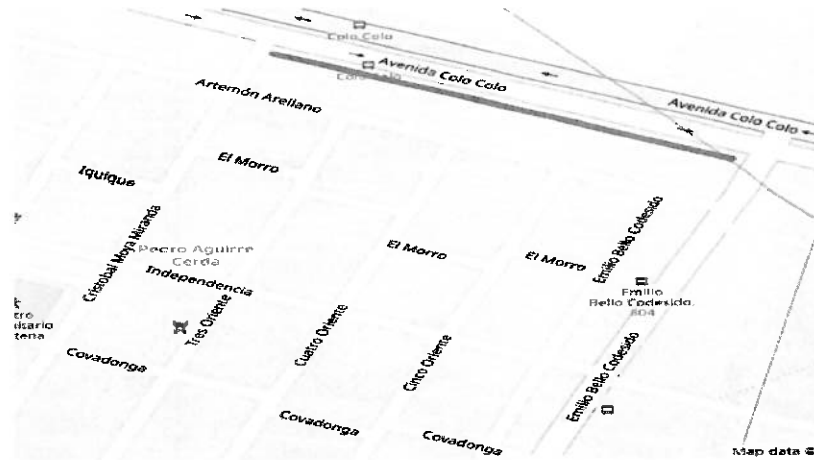 Colo Colo
Avenida Colo Colo
Colo Colo
Artemón Arellano
Avenida Colo Colo
El Morro
Iquique
Cristobal Moya Miranda
Pedro Aguirre
Cerda
Independencia
El Morro
El Morro
Emilio Bello Codesido
Emilio
Bello Codesido,
804
Tres Oriente
Cuatro Oriente
Cinco Oriente
Emilio Bello Codesido
Covadonga
Covadonga
Covadonga
Map data ©